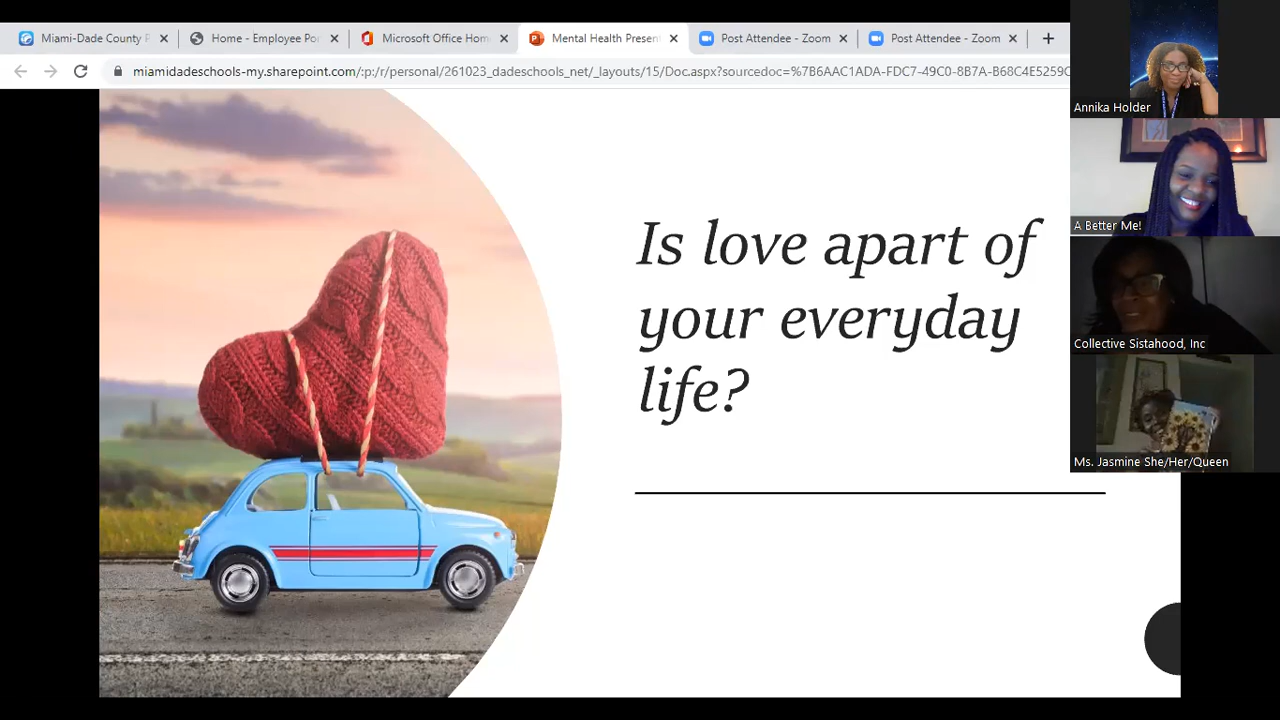 Miami-Dade County P
Home - Employee Po
Microsoft Office Hom
Mental Health Presen
Post Attendee - Zoom
Post Attendee - Zoom
miamidadeschools-my.sharepoint.com/:p:/r/personal/261523_dadeschools_net/_layouts/15/Doc.aspx?sourcedoc=%7B6AAC1ADA-FDC7-49C0-8B7A-B68C4E5259C
Annika Holder
A Better Me!
Collective Sistahood, Inc
Ms. Jasmine She/Her/Queen
Is love apart of
your everyday
life?